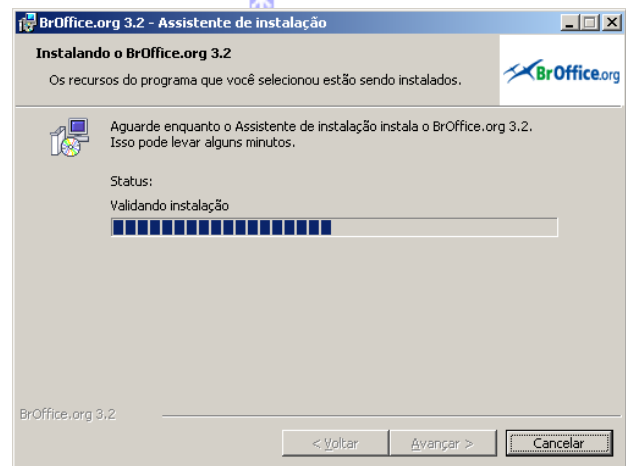 BrOffice.org 3.2 - Assistente de instalação
Instalando o BrOffice.org 3.2
Os recursos do programa que você selecionou estão sendo instalados.
BrOffice.org
Aguarde enquanto o Assistente de instalação instala o BrOffice.org 3.2.
Isso pode levar alguns minutos.
Status:
Validando instalação
BrOffice.org 3.2
< Voltar
Avançar >
Cancelar